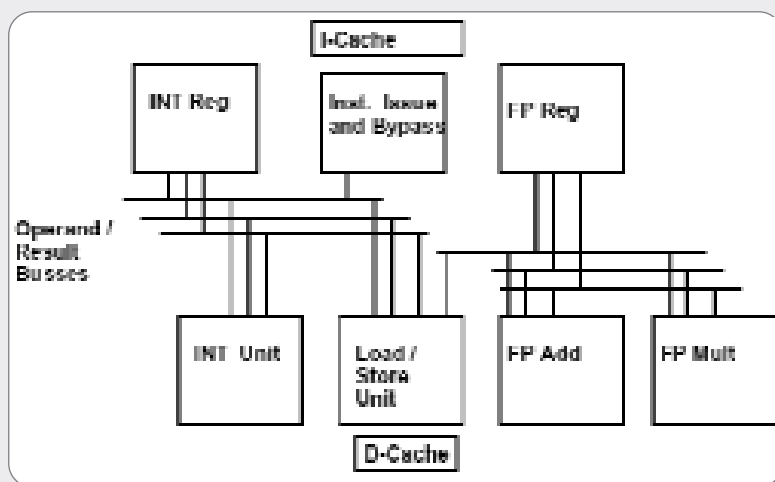 I-Cache
INT Reg
Inst. Issue
and Bypass
FP Reg
Operand /
Result
Busses
INT Unit
Load /
Store
Unit
FP Add
FP Mult
D-Cache